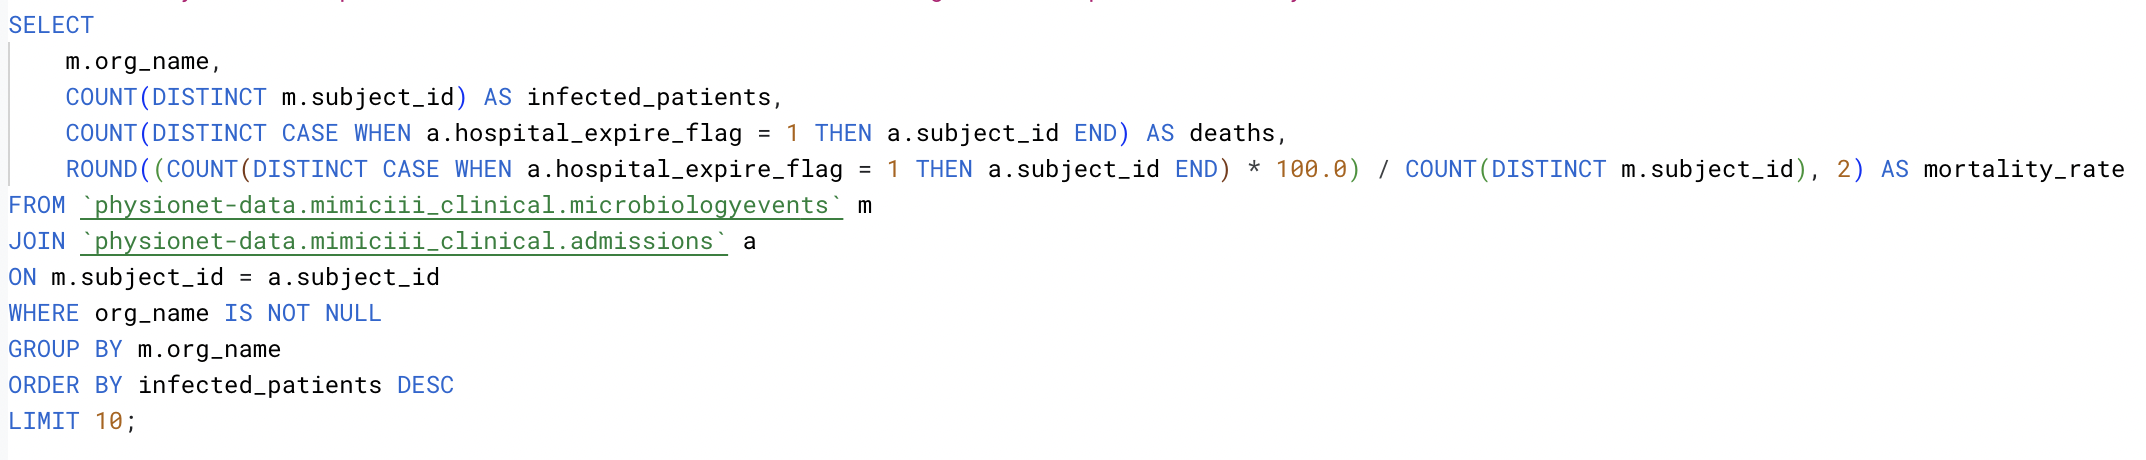 SELECT
    m.org_name,
    COUNT(DISTINCT m.subject_id) AS infected_patients,
    COUNT(DISTINCT CASE WHEN a.hospital_expire_flag = 1 THEN a.subject_id END) AS deaths,
    ROUND((COUNT(DISTINCT CASE WHEN a.hospital_expire_flag = 1 THEN a.subject_id END) * 100.0) / COUNT(DISTINCT m.subject_id), 2) AS mortality_rate
FROM `physionet-data.mimiciii_clinical.microbiologyevents` m
JOIN `physionet-data.mimiciii_clinical.admissions` a
ON m.subject_id = a.subject_id
WHERE org_name IS NOT NULL
GROUP BY m.org_name
ORDER BY infected_patients DESC
LIMIT 10;